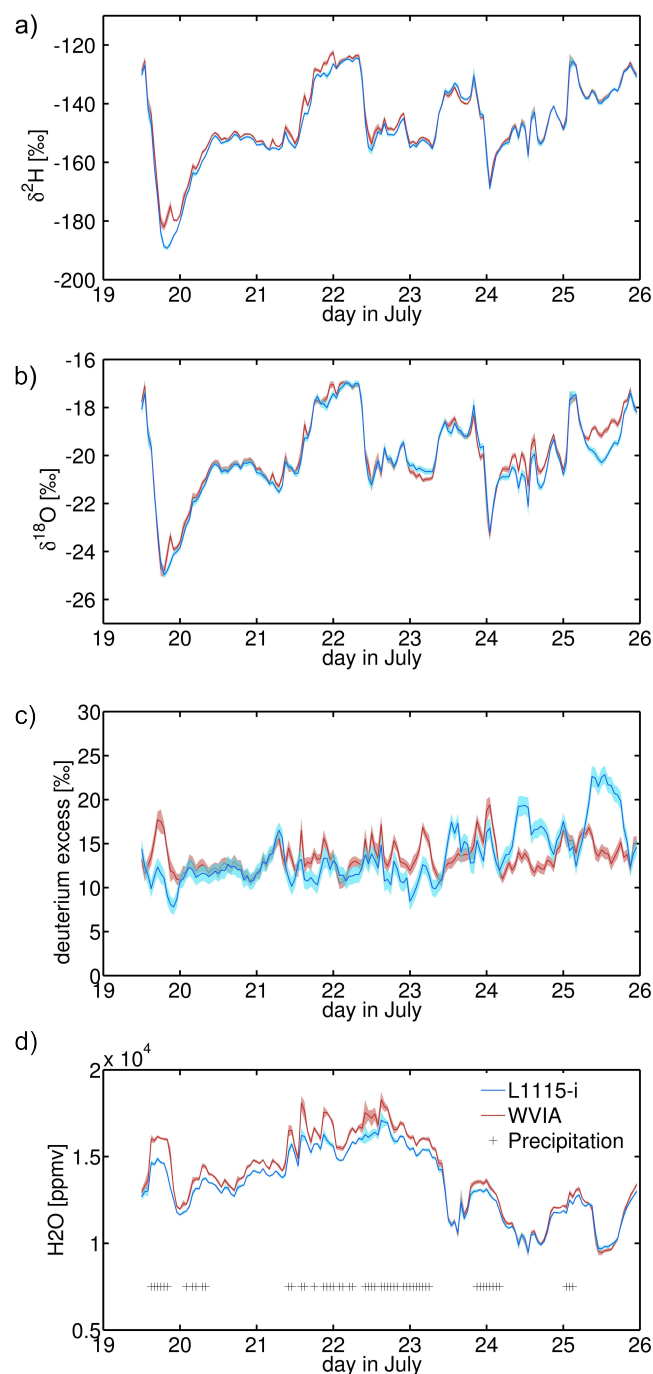 a)
-120
-140
-160
-180
-200
δ²H [‰]
19 20 21 22 23 24 25 26
day in July
b)
-16
-18
-20
-22
-24
-26
δ¹⁸O [‰]
19 20 21 22 23 24 25 26
day in July
c)
30
25
20
15
10
5
0
deuterium excess [‰]
19 20 21 22 23 24 25 26
day in July
d)
2 x 10⁴
1.5
1
0.5
H2O [ppmv]
L1115-i
WVIA
Precipitation
19 20 21 22 23 24 25 26
day in July